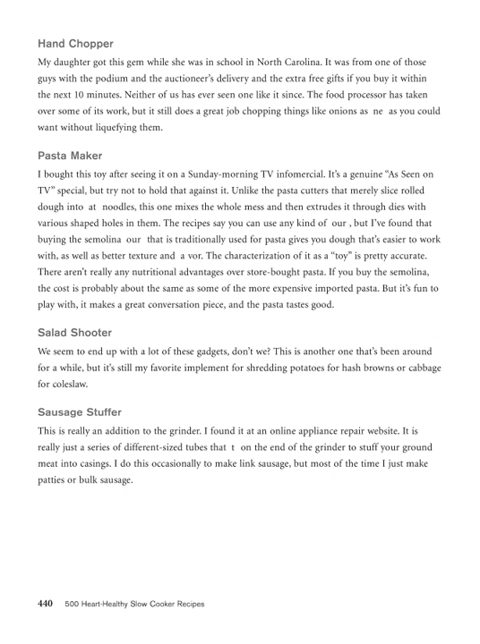 Hand Chopper
My daughter got this gem while she was in school in North Carolina. It was from one of those
guys with the podium and the auctioneer's delivery and the extra free gifts if you buy it within
the next 10 minutes. Neither of us has ever seen one like it since. The food processor has taken
over some of its work, but it still does a great job chopping things like onions as  ne  as you could
want without liquefying them.
Pasta Maker
I bought this toy after seeing it on a Sunday-morning TV infomercial. It's a genuine “As Seen on
TV” special, but try not to hold that against it. Unlike the pasta cutters that merely slice rolled
dough into  at  noodles, this one mixes the whole mess and then extrudes it through dies with
various shaped holes in them. The recipes say you can use any kind of  our , but I've found that
buying the semolina  our  that is traditionally used for pasta gives you dough that's easier to work
with, as well as better texture and  a vor. The characterization of it as a “toy” is pretty accurate.
There aren't really any nutritional advantages over store-bought pasta. If you buy the semolina,
the cost is probably about the same as some of the more expensive imported pasta. But it's fun to
play with, it makes a great conversation piece, and the pasta tastes good.
Salad Shooter
We seem to end up with a lot of these gadgets, don't we? This is another one that's been around
for a while, but it's still my favorite implement for shredding potatoes for hash browns or cabbage
for coleslaw.
Sausage Stuffer
This is really an addition to the grinder. I found it at an online appliance repair website. It is
really just a series of different-sized tubes that  t  on the end of the grinder to stuff your ground
meat into casings. I do this occasionally to make link sausage, but most of the time I just make
patties or bulk sausage.
440 500 Heart-Healthy Slow Cooker Recipes